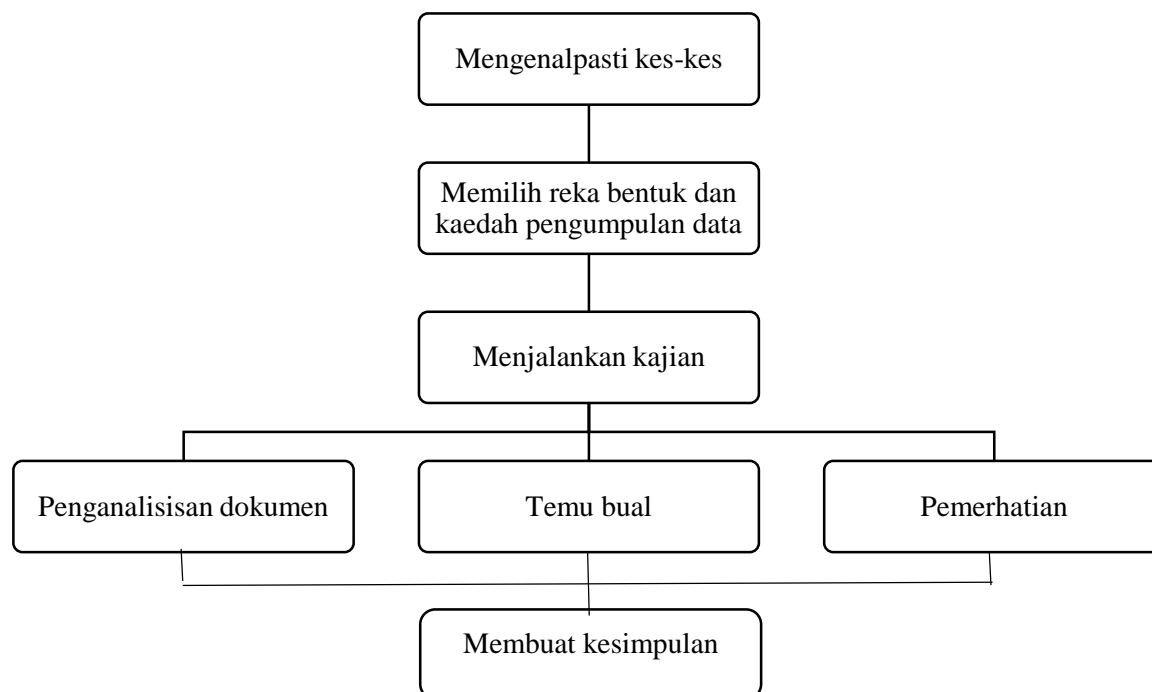 Mengenalpasti kes-kes
Memilih reka bentuk dan
kaedah pengumpulan data
Menjalankan kajian
Penganalisisan dokumen
Temu bual
Pemerhatian
Membuat kesimpulan